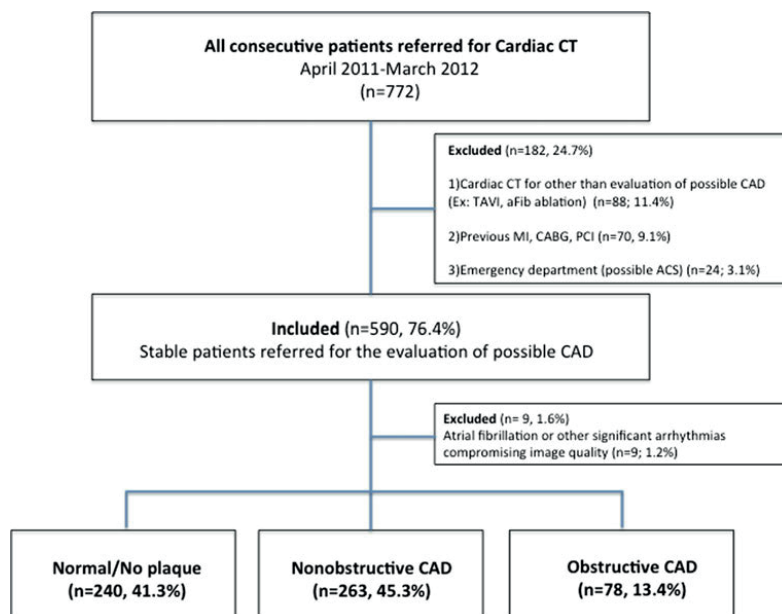 All consecutive patients referred for Cardiac CT
April 2011-March 2012
(n=772)
Excluded (n=182, 24.7%)
1)Cardiac CT for other than evaluation of possible CAD
(Ex: TAVI, aFib ablation) (n=88; 11.4%)
2)Previous MI, CABG, PCI (n=70, 9.1%)
3)Emergency department (possible ACS) (n=24; 3.1%)
Included (n=590, 76.4%)
Stable patients referred for the evaluation of possible CAD
Excluded (n= 9, 1.6%)
Atrial fibrillation or other significant arrhythmias
compromising image quality (n=9; 1.2%)
Normal/No plaque
(n=240, 41.3%)
Nonobstructive CAD
(n=263, 45.3%)
Obstructive CAD
(n=78, 13.4%)